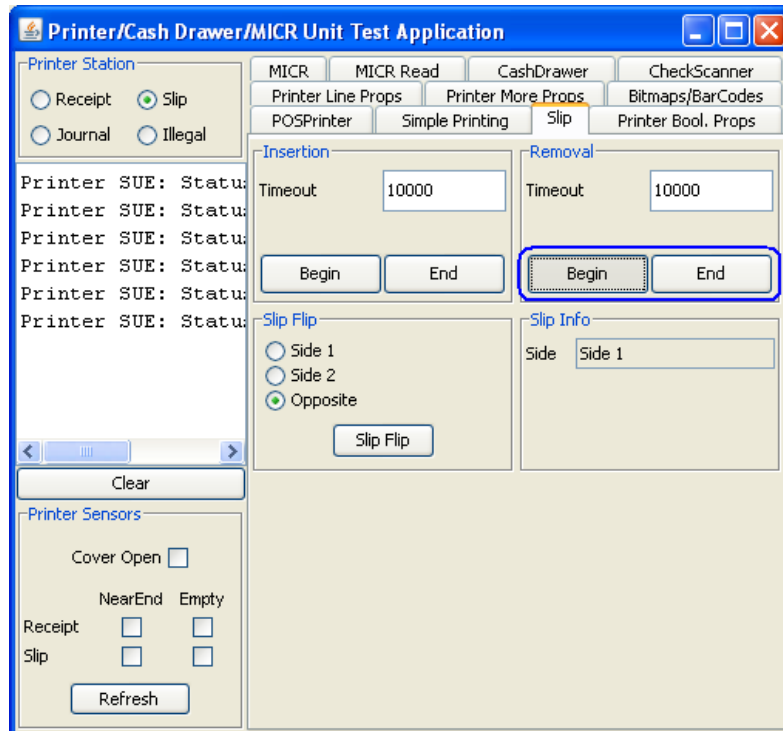 Printer/Cash Drawer/MICR Unit Test Application
Printer Station
Receipt Slip
Journal Illegal
MICR MICR Read CashDrawer CheckScanner
Printer Line Props Printer More Props Bitmaps/BarCodes
POSPrinter Simple Printing Slip Printer Bool. Props
Printer SUE: Statu
Printer SUE: Statu
Printer SUE: Statu
Printer SUE: Statu
Printer SUE: Statu
Printer SUE: Statu
Clear
Printer Sensors
Cover Open
NearEnd Empty
Receipt
Slip
Refresh
Insertion
Timeout 10000
Begin End
Removal
Timeout 10000
Begin End
Slip Flip
Side 1
Side 2
Opposite
Slip Flip
Slip Info
Side Side 1